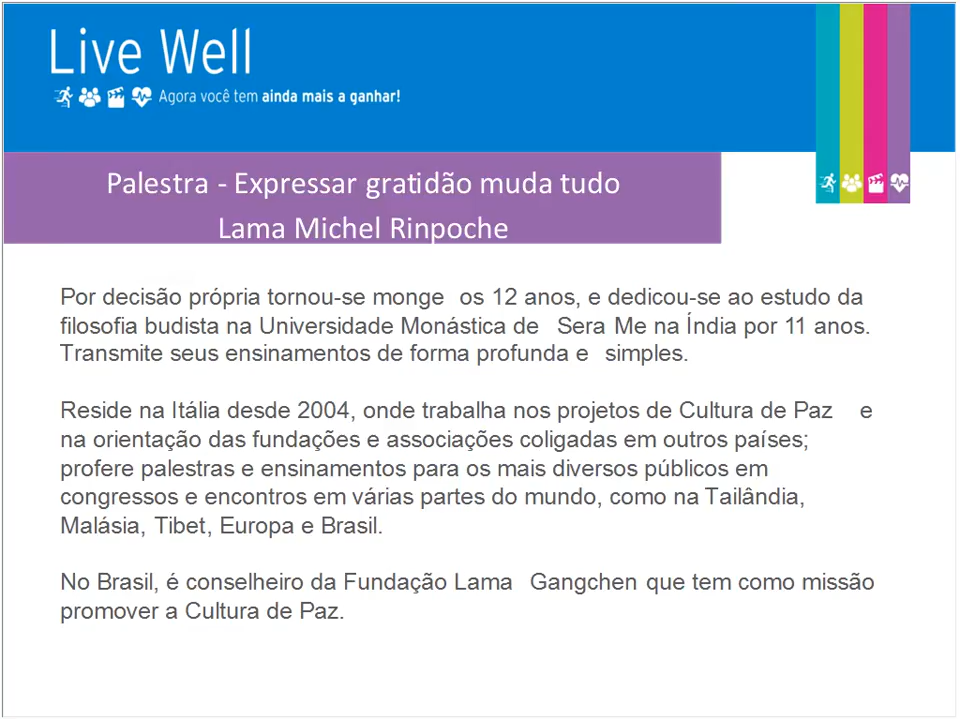 Live Well
Agora você tem ainda mais a ganhar!
Palestra - Expressar gratidão muda tudo
Lama Michel Rinpoche
Por decisão própria tornou-se monge os 12 anos, e dedicou-se ao estudo da
filosofia budista na Universidade Monástica de Sera Me na Índia por 11 anos.
Transmite seus ensinamentos de forma profunda e simples.
Reside na Itália desde 2004, onde trabalha nos projetos de Cultura de Paz e
na orientação das fundações e associações coligadas em outros países;
profere palestras e ensinamentos para os mais diversos públicos em
congressos e encontros em várias partes do mundo, como na Tailândia,
Malásia, Tibet, Europa e Brasil.
No Brasil, é conselheiro da Fundação Lama Gangchen que tem como missão
promover a Cultura de Paz.